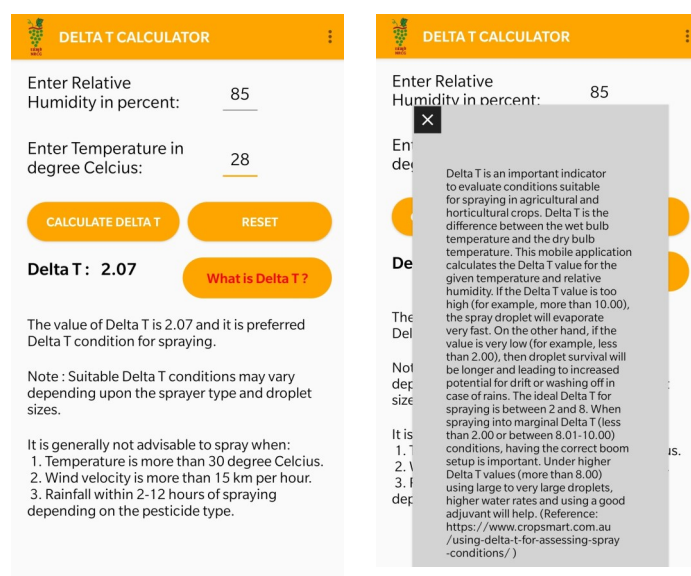 DELTA T CALCULATOR
Enter Relative
Humidity in percent:
85
Enter Temperature in
degree Celcius:
28
CALCULATE DELTA T
RESET
Delta T : 2.07
What is Delta T ?
The value of Delta T is 2.07 and it is preferred
Delta T condition for spraying.
Note : Suitable Delta T conditions may vary
depending upon the sprayer type and droplet
sizes.
It is generally not advisable to spray when:
1. Temperature is more than 30 degree Celcius.
2. Wind velocity is more than 15 km per hour.
3. Rainfall within 2-12 hours of spraying
depending on the pesticide type.
DELTA T CALCULATOR
Enter Relative
Humidity in percent:
85
Delta T is an important indicator
to evaluate conditions suitable
for spraying in agricultural and
horticultural crops. Delta T is the
difference between the wet bulb
temperature and the dry bulb
temperature. This mobile application
calculates the Delta T value for the
given temperature and relative
humidity. If the Delta T value is too
high (for example, more than 10.00),
the spray droplet will evaporate
very fast. On the other hand, if the
value is very low (for example, less
than 2.00), then droplet survival will
be longer and leading to increased
potential for drift or washing off in
case of rains. The ideal Delta T for
spraying is between 2 and 8. When
spraying into marginal Delta T (less
than 2.00 or between 8.01-10.00)
conditions, having the correct boom
setup is important. Under higher
Delta T values (more than 8.00)
using large to very large droplets,
higher water rates and using a good
adjuvant will help. (Reference:
https://www.cropsmart.com.au
/using-delta-t-for-assessing-spray
-conditions/ )